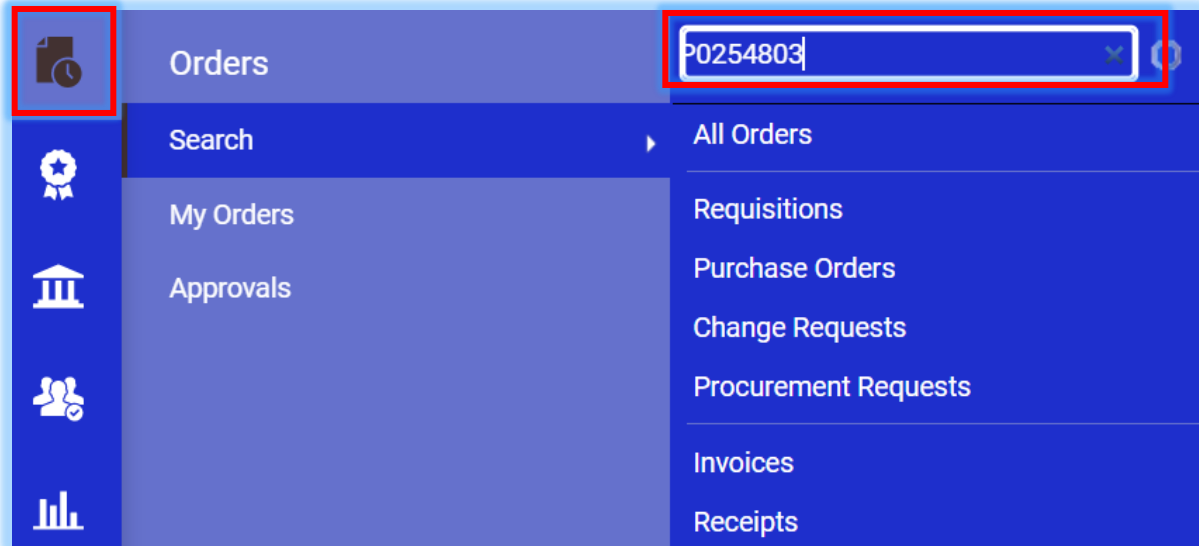 Orders
Search
My Orders
Approvals
P0254803
All Orders
Requisitions
Purchase Orders
Change Requests
Procurement Requests
Invoices
Receipts